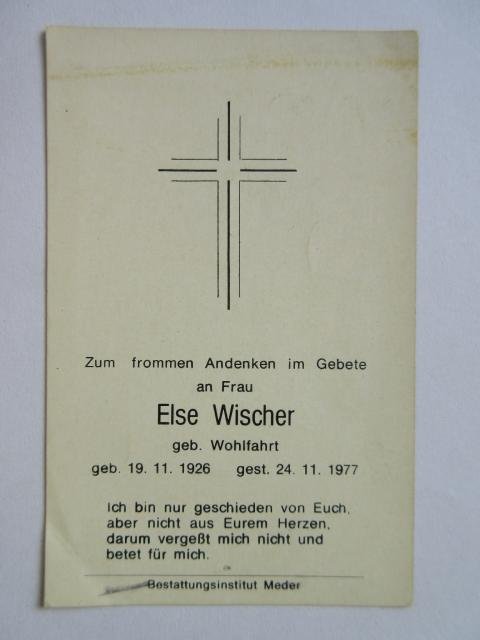 Zum frommen Andenken im Gebete
an Frau
Else Wischer
geb. Wohlfahrt
geb. 19. 11. 1926 gest. 24. 11. 1977
Ich bin nur geschieden von Euch,
aber nicht aus Eurem Herzen,
darum vergeßt mich nicht und
betet für mich.
Bestattungsinstitut Meder